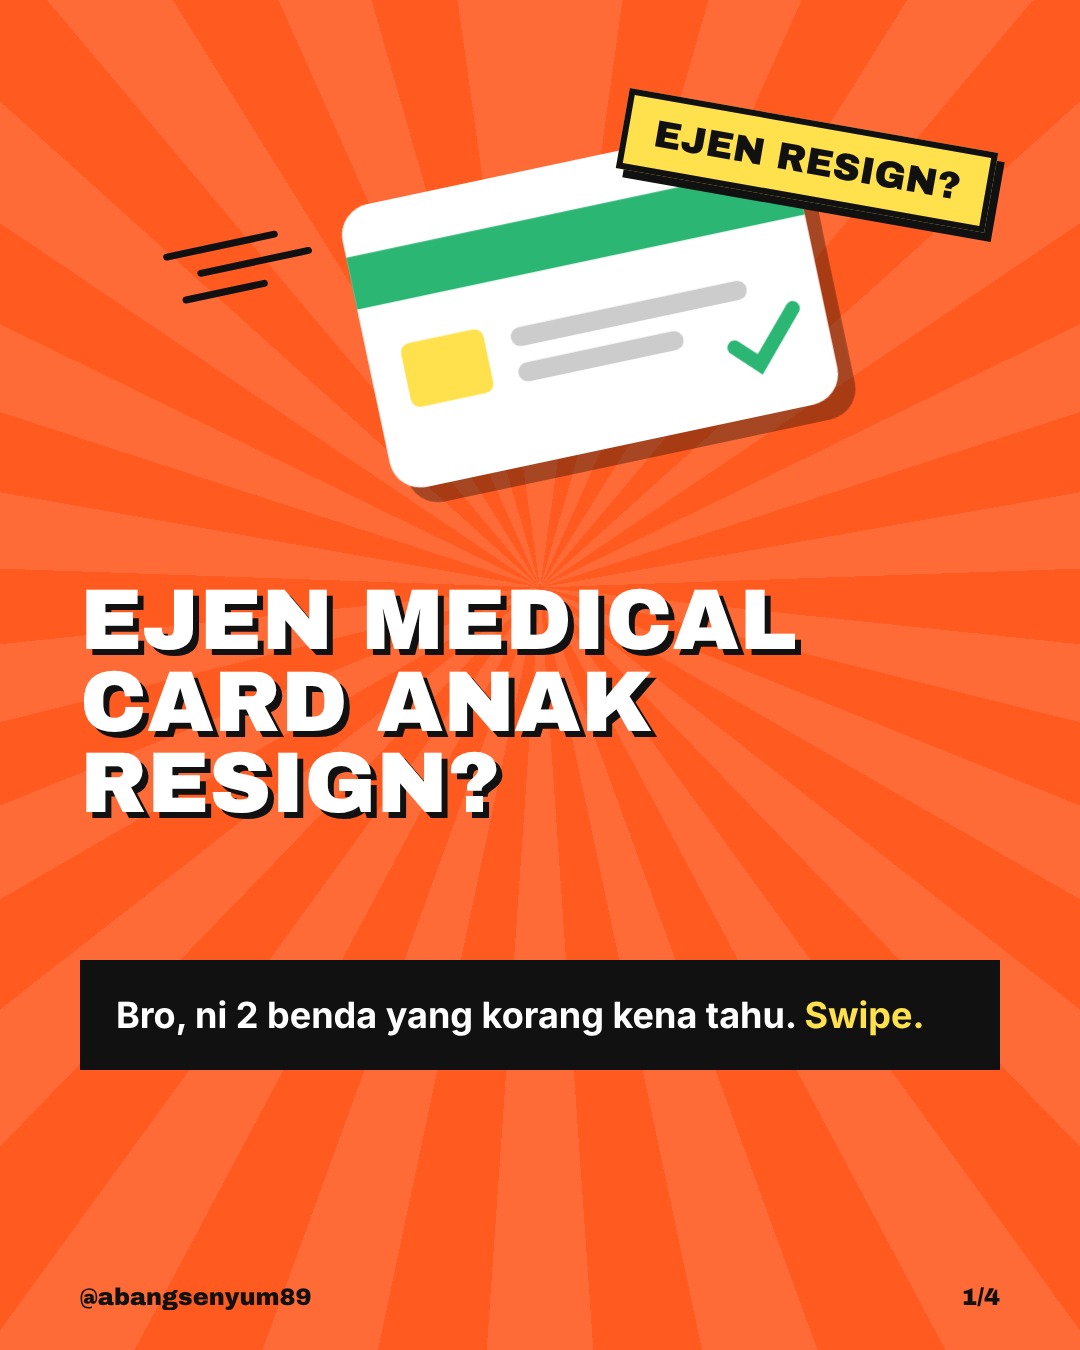 EJEN RESIGN?
EJEN MEDICAL
CARD ANAK
RESIGN?
Bro, ni 2 benda yang korang kena tahu. Swipe.
@abangsenyum89
1/4